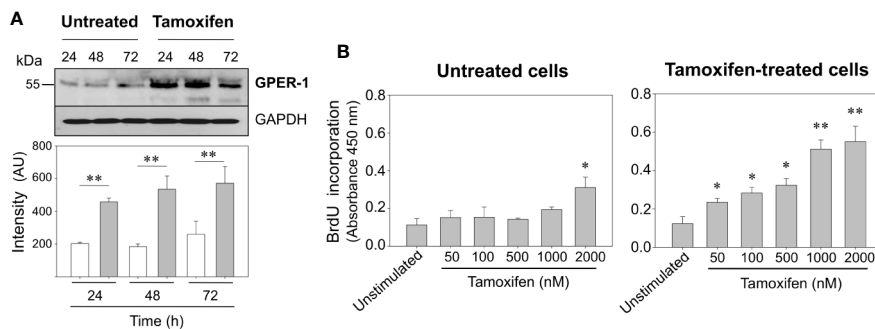 A
Untreated Tamoxifen
kDa 24 48 72 24 48 72
55 GPER-1
GAPDH
Intensity (AU)
800
600
400
200
** ** **
24 48 72
Time (h)
B
Untreated cells
BrdU incorporation
(Absorbance 450 nm)
0.8
0.6
0.4
0.2
0.0
*
Unstimulated 50 100 500 1000 2000
Tamoxifen (nM)
Tamoxifen-treated cells
0.8
0.6
0.4
0.2
0.0
* * * ** **
Unstimulated 50 100 500 1000 2000
Tamoxifen (nM)